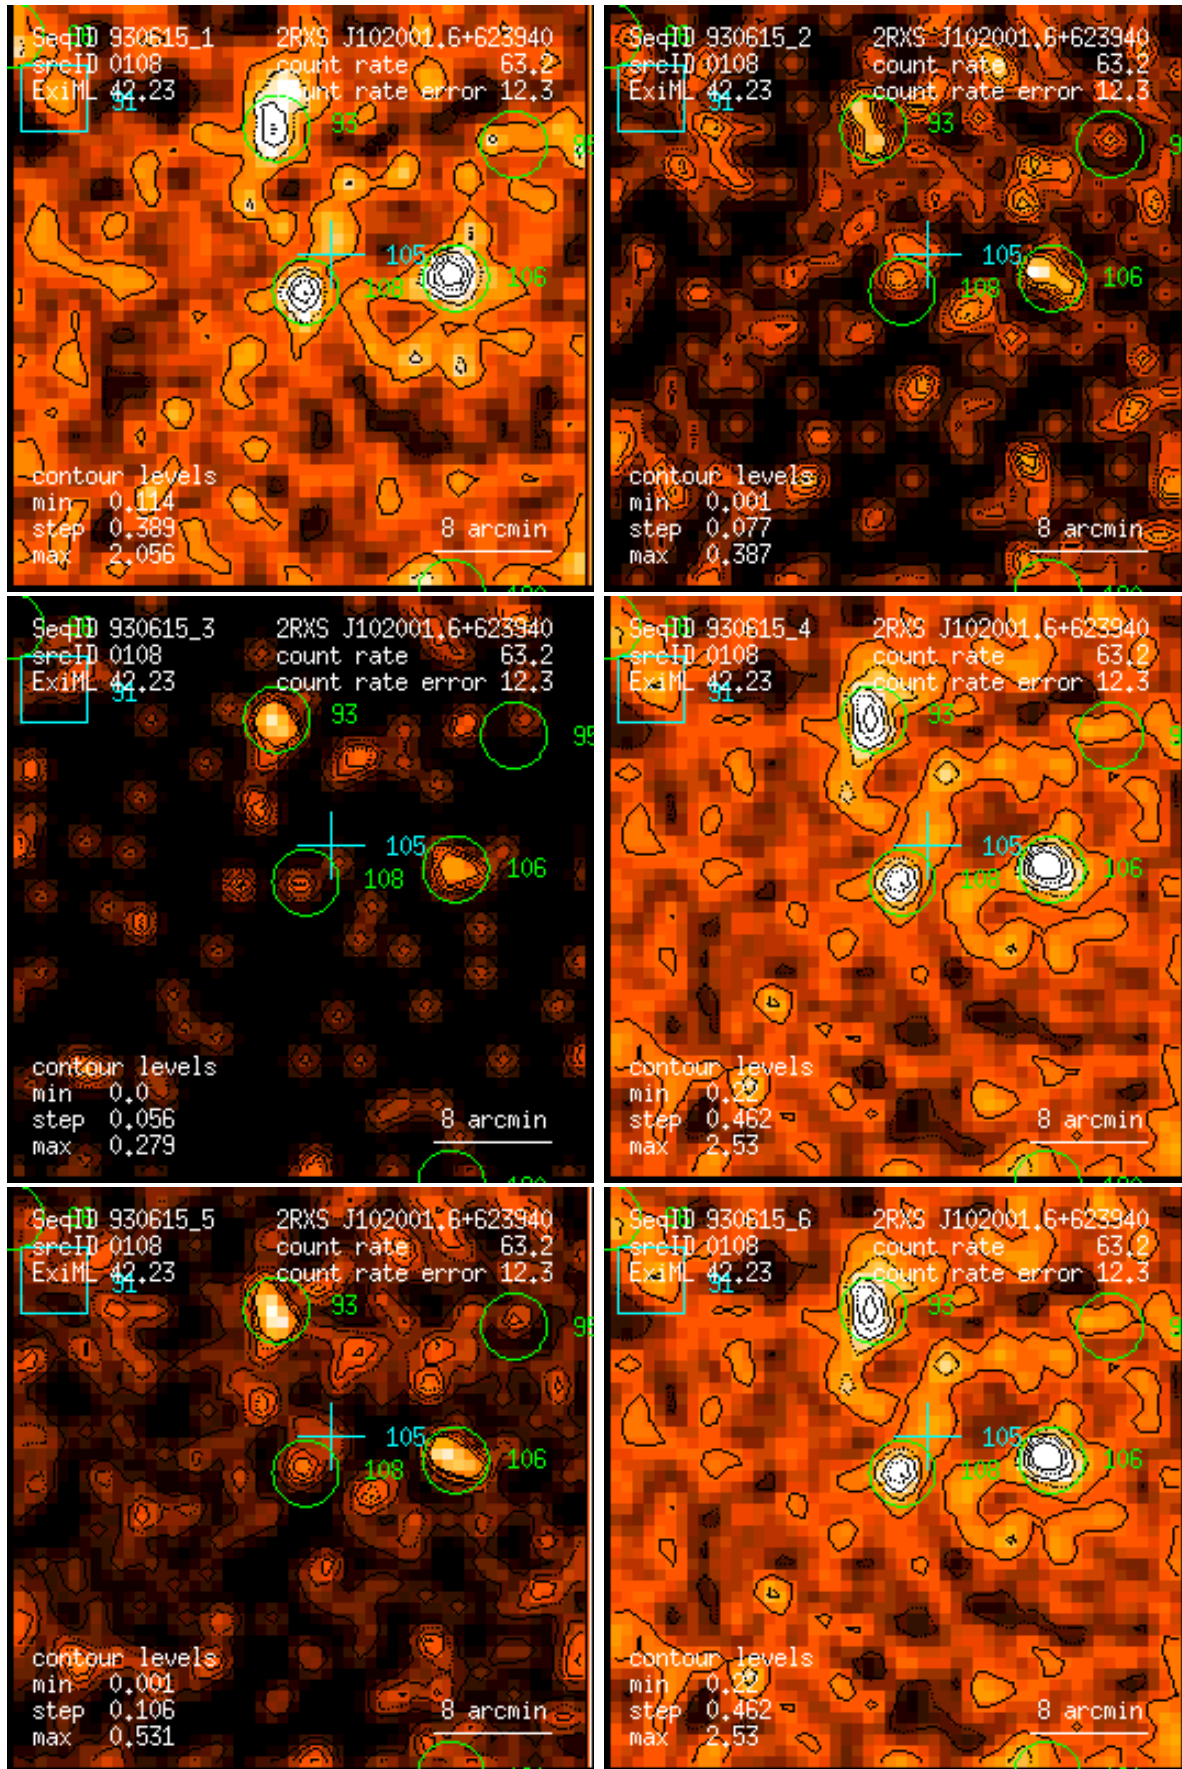 SeqID 930615_1 2RXS J102001.6+623940
srcID 0108 count rate 63.2
ExiML 42.23 count rate error 12.3
91
93
95
105
108
106
contour levels
min 0.114
step 0.389 8 arcmin
max 2.056
SeqID 930615_2 2RXS J102001.6+623940
srcID 0108 count rate 63.2
ExiML 42.23 count rate error 12.3
91
93
105
108
106
contour levels
min 0.001
step 0.077 8 arcmin
max 0.387
SeqID 930615_3 2RXS J102001.6+623940
srcID 0108 count rate 63.2
ExiML 42.23 count rate error 12.3
91
93
95
105
108
106
contour levels
min 0.0
step 0.056 8 arcmin
max 0.279
SeqID 930615_4 2RXS J102001.6+623940
srcID 0108 count rate 63.2
ExiML 42.23 count rate error 12.3
91
93
105
108
106
contour levels
min 0.22
step 0.462 8 arcmin
max 2.53
SeqID 930615_5 2RXS J102001.6+623940
srcID 0108 count rate 63.2
ExiML 42.23 count rate error 12.3
91
93
95
105
108
106
contour levels
min 0.001
step 0.106 8 arcmin
max 0.531
SeqID 930615_6 2RXS J102001.6+623940
srcID 0108 count rate 63.2
ExiML 42.23 count rate error 12.3
91
93
105
108
106
contour levels
min 0.22
step 0.462 8 arcmin
max 2.53